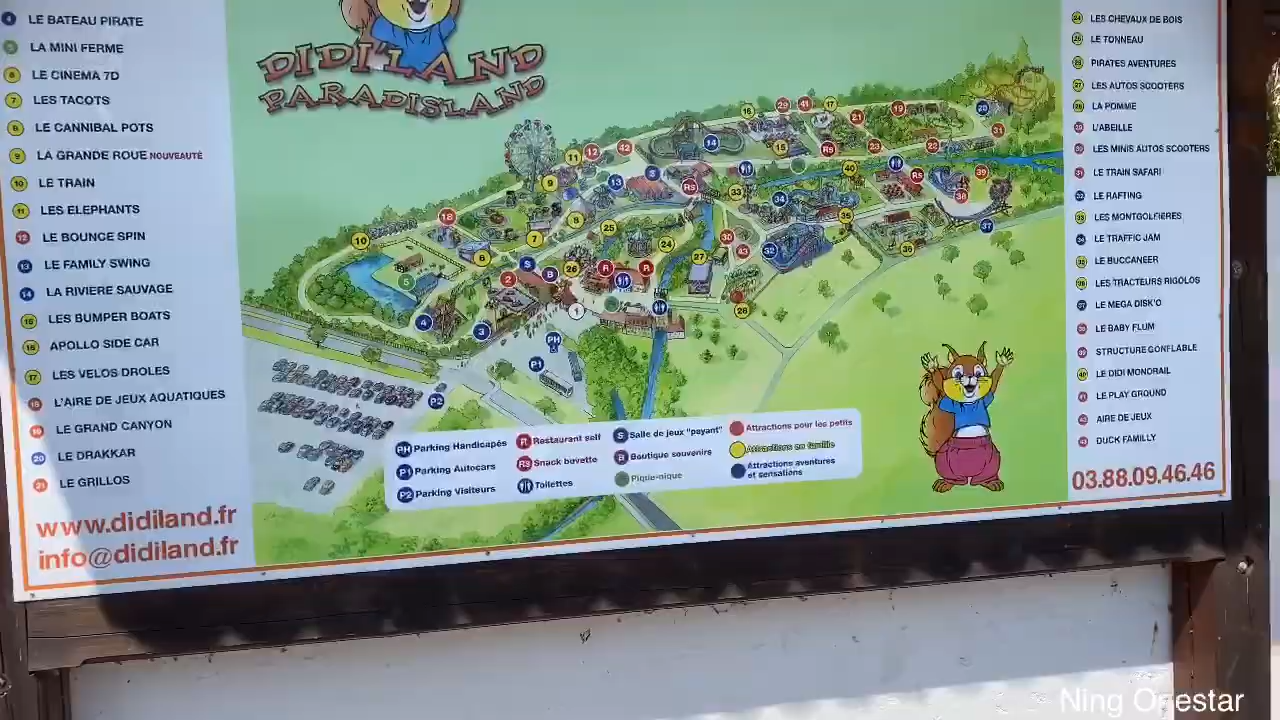 LE BATEAU PIRATE
LA MINI FERME
LE CINEMA 7D
LES TACOTS
LE CANNIBAL POTS
LA GRANDE ROUE NOUVEAUTÉ
LE TRAIN
LES ELEPHANTS
LE BOUNCE SPIN
LE FAMILY SWING
LA RIVIERE SAUVAGE
LES BUMPER BOATS
APOLLO SIDE CAR
LES VELOS DROLES
L'AIRE DE JEUX AQUATIQUES
LE GRAND CANYON
LE DRAKKAR
LE GRILLOS
www.didiland.fr
info@didiland.fr
DIDI'LAND
PARADISLAND
PH Parking Handicapés
P1 Parking Autocars
P2 Parking Visiteurs
R Restaurant self
RS Snack buvette
Toilettes
S Salle de jeux "payant"
B Boutique souvenirs
Pique-nique
Attractions pour les petits
Attractions en famille
Attractions aventures
et sensations
LES CHEVAUX DE BOIS
LE TONNEAU
PIRATES AVENTURES
LES AUTOS SCOOTERS
LA POMME
L'ABEILLE
LES MINIS AUTOS SCOOTERS
LE TRAIN SAFARI
LE RAFTING
LES MONTGOLFIERES
LE TRAFFIC JAM
LE BUCCANEER
LES TRACTEURS RIGOLOS
LE MEGA DISK'O
LE BABY FLUM
STRUCTURE GONFLABLE
LE DIDI MONORAIL
LE PLAY GROUND
AIRE DE JEUX
DUCK FAMILLY
03.88.09.46.46
Ning Onestar